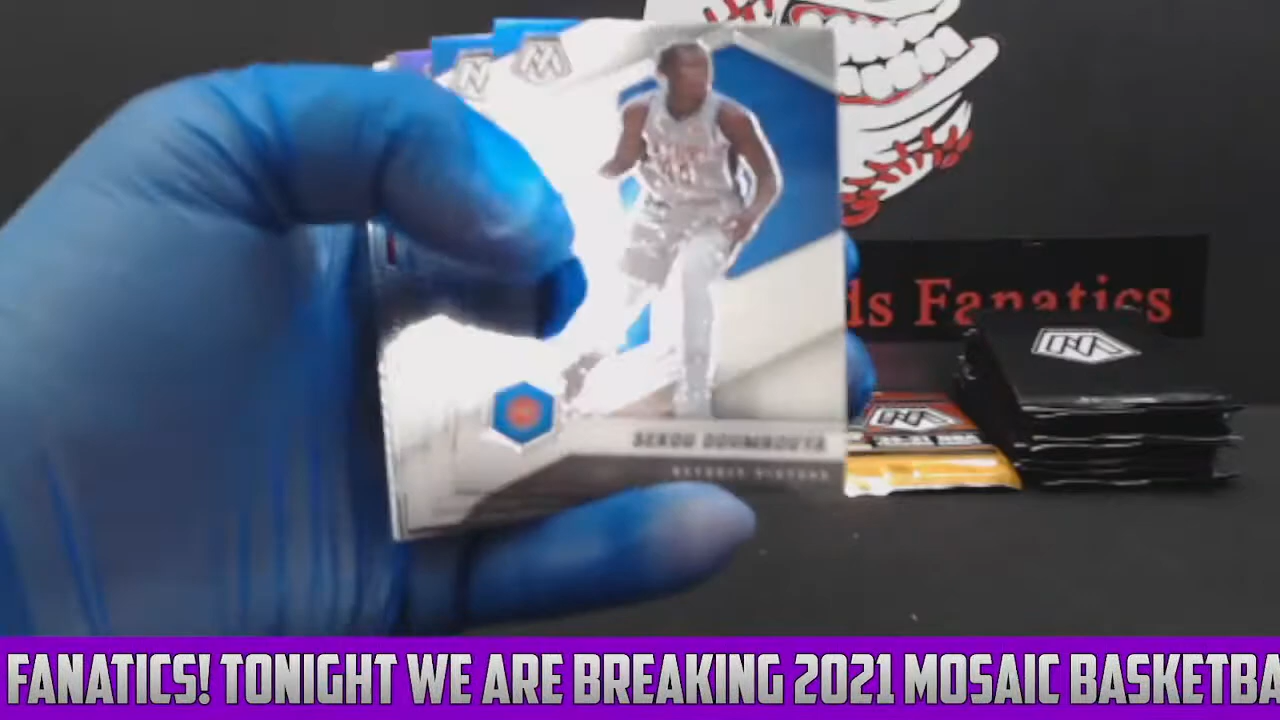 ds Fanatics
SEKOU DOUMBOUYA
DETROIT PISTONS
FANATICS! TONIGHT WE ARE BREAKING 2021 MOSAIC BASKETBA